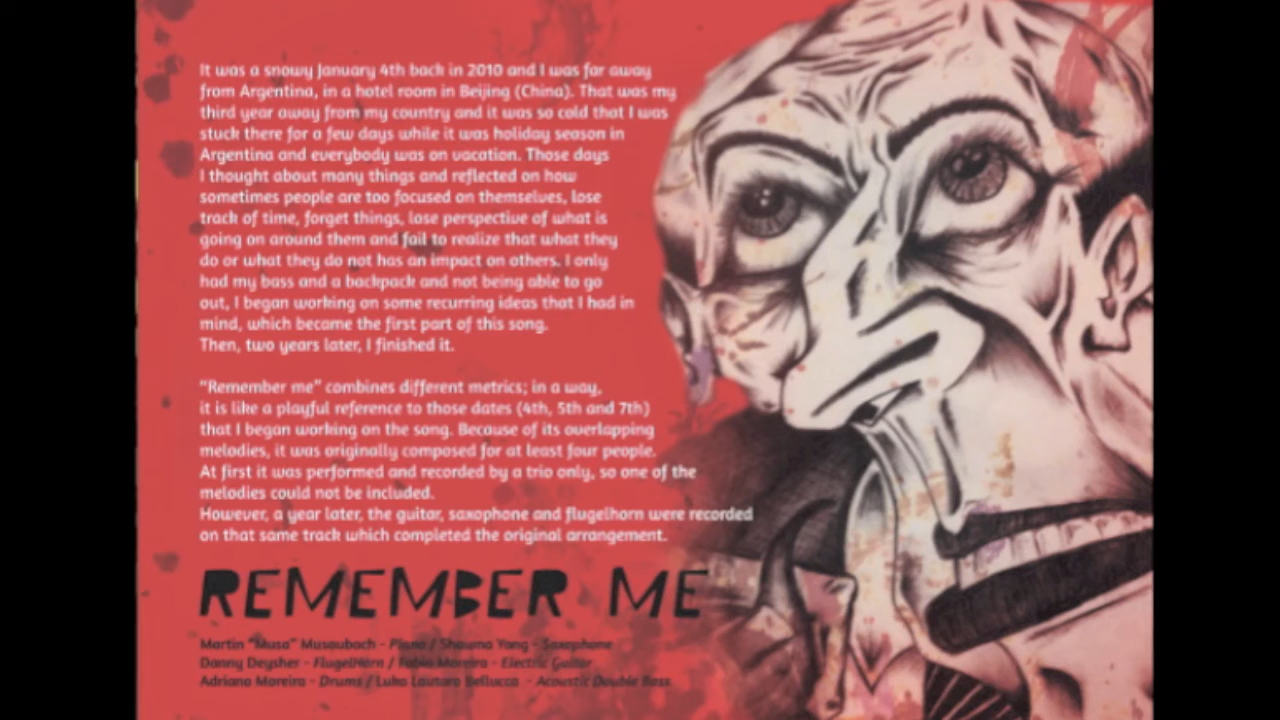 It was a snowy January 4th back in 2010 and I was far away
from Argentina, in a hotel room in Beijing (China). That was my
third year away from my country and it was so cold that I was
stuck there for a few days while it was holiday season in
Argentina and everybody was on vacation. Those days
I thought about many things and reflected on how
sometimes people are too focused on themselves, lose
track of time, forget things, lose perspective of what is
going on around them and fail to realize that what they
do or what they do not has an impact on others. I only
had my bass and a backpack and not being able to go
out, I began working on some recurring ideas that I had in
mind, which became the first part of this song.
Then, two years later, I finished it.
“Remember me” combines different metrics; in a way,
it is like a playful reference to those dates (4th, 5th and 7th)
that I began working on the song. Because of its overlapping
melodies, it was originally composed for at least four people.
At first it was performed and recorded by a trio only, so one of the
melodies could not be included.
However, a year later, the guitar, saxophone and flugelhorn were recorded
on that same track which completed the original arrangement.
REMEMBER ME
Martin “Musa” Musaubach - Piano / Shawna Yang - Saxophone
Danny Deysher - FlugelHorn / Fabio Moreira - Electric Guitar
Adriano Moreira - Drums / Luka Lautaro Bellucca - Acoustic Double Bass